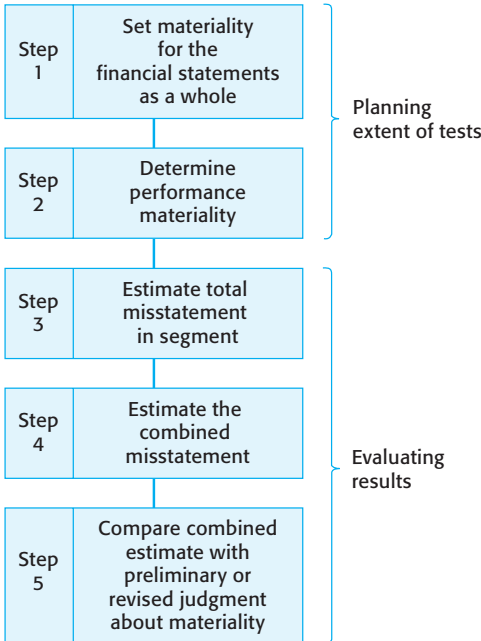 Step
1
Set materiality
for the
financial statements
as a whole
Planning
extent of tests
Step
2
Determine
performance
materiality
Step
3
Estimate total
misstatement
in segment
Step
4
Estimate the
combined
misstatement
Evaluating
results
Step
5
Compare combined
estimate with
preliminary or
revised judgment
about materiality